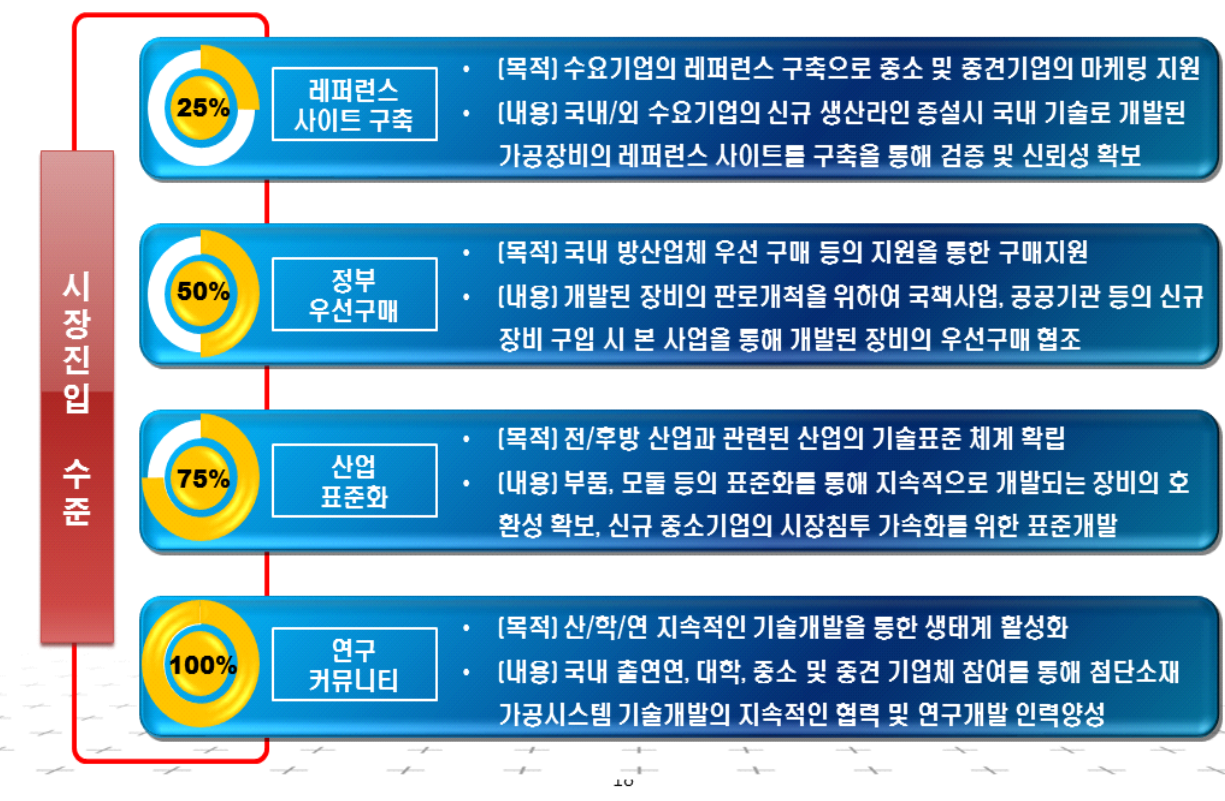 시장진입 수준
25%
레퍼런스
사이트 구축
• (목적) 수요기업의 레퍼런스 구축으로 중소 및 중견기업의 마케팅 지원
• (내용) 국내/외 수요기업의 신규 생산라인 증설시 국내 기술로 개발된
가공장비의 레퍼런스 사이트를 구축을 통해 검증 및 신뢰성 확보
50%
정부
우선구매
• (목적) 국내 방산업체 우선 구매 등의 지원을 통한 구매지원
• (내용) 개발된 장비의 판로개척을 위하여 국책사업, 공공기관 등의 신규
장비 구입 시 본 사업을 통해 개발된 장비의 우선구매 협조
75%
산업
표준화
• (목적) 전/후방 산업과 관련된 산업의 기술표준 체계 확립
• (내용) 부품, 모듈 등의 표준화를 통해 지속적으로 개발되는 장비의 호
환성 확보, 신규 중소기업의 시장침투 가속화를 위한 표준개발
100%
연구
커뮤니티
• (목적) 산/학/연 지속적인 기술개발을 통한 생태계 활성화
• (내용) 국내 출연연, 대학, 중소 및 중견 기업체 참여를 통해 첨단소재
가공시스템 기술개발의 지속적인 협력 및 연구개발 인력양성